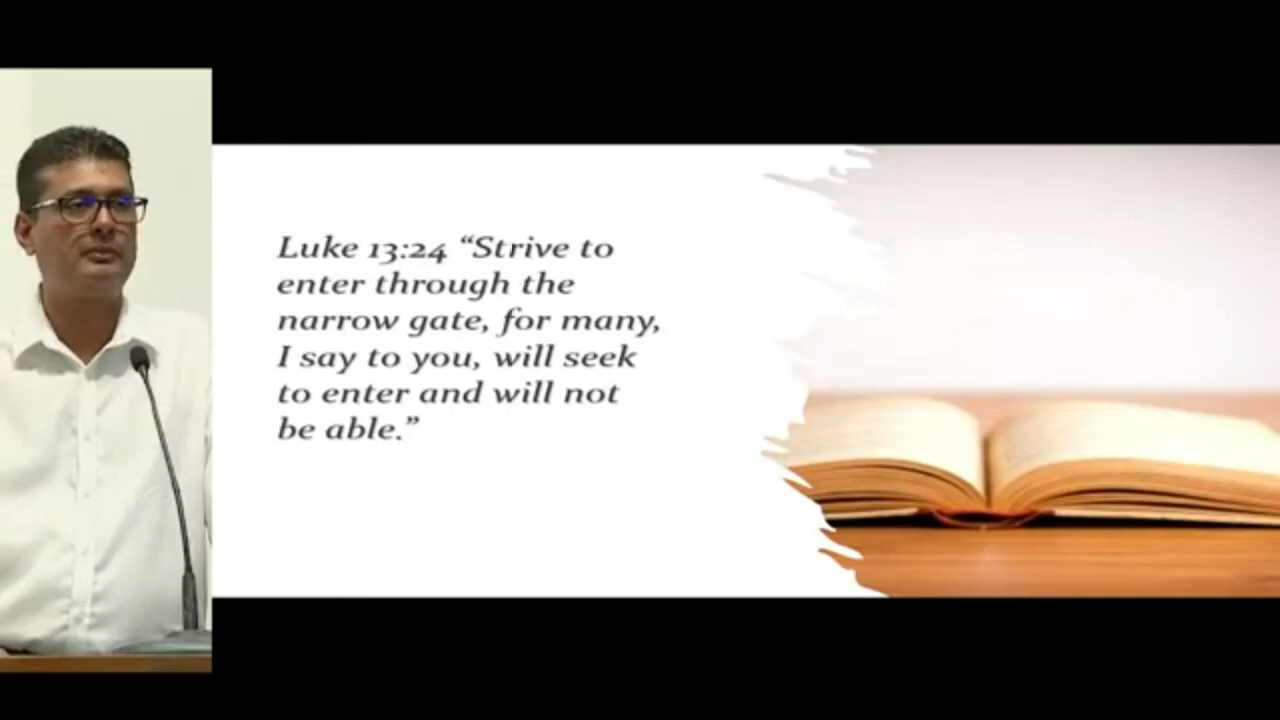 Luke 13:24 “Strive to
enter through the
narrow gate, for many,
I say to you, will seek
to enter and will not
be able.”